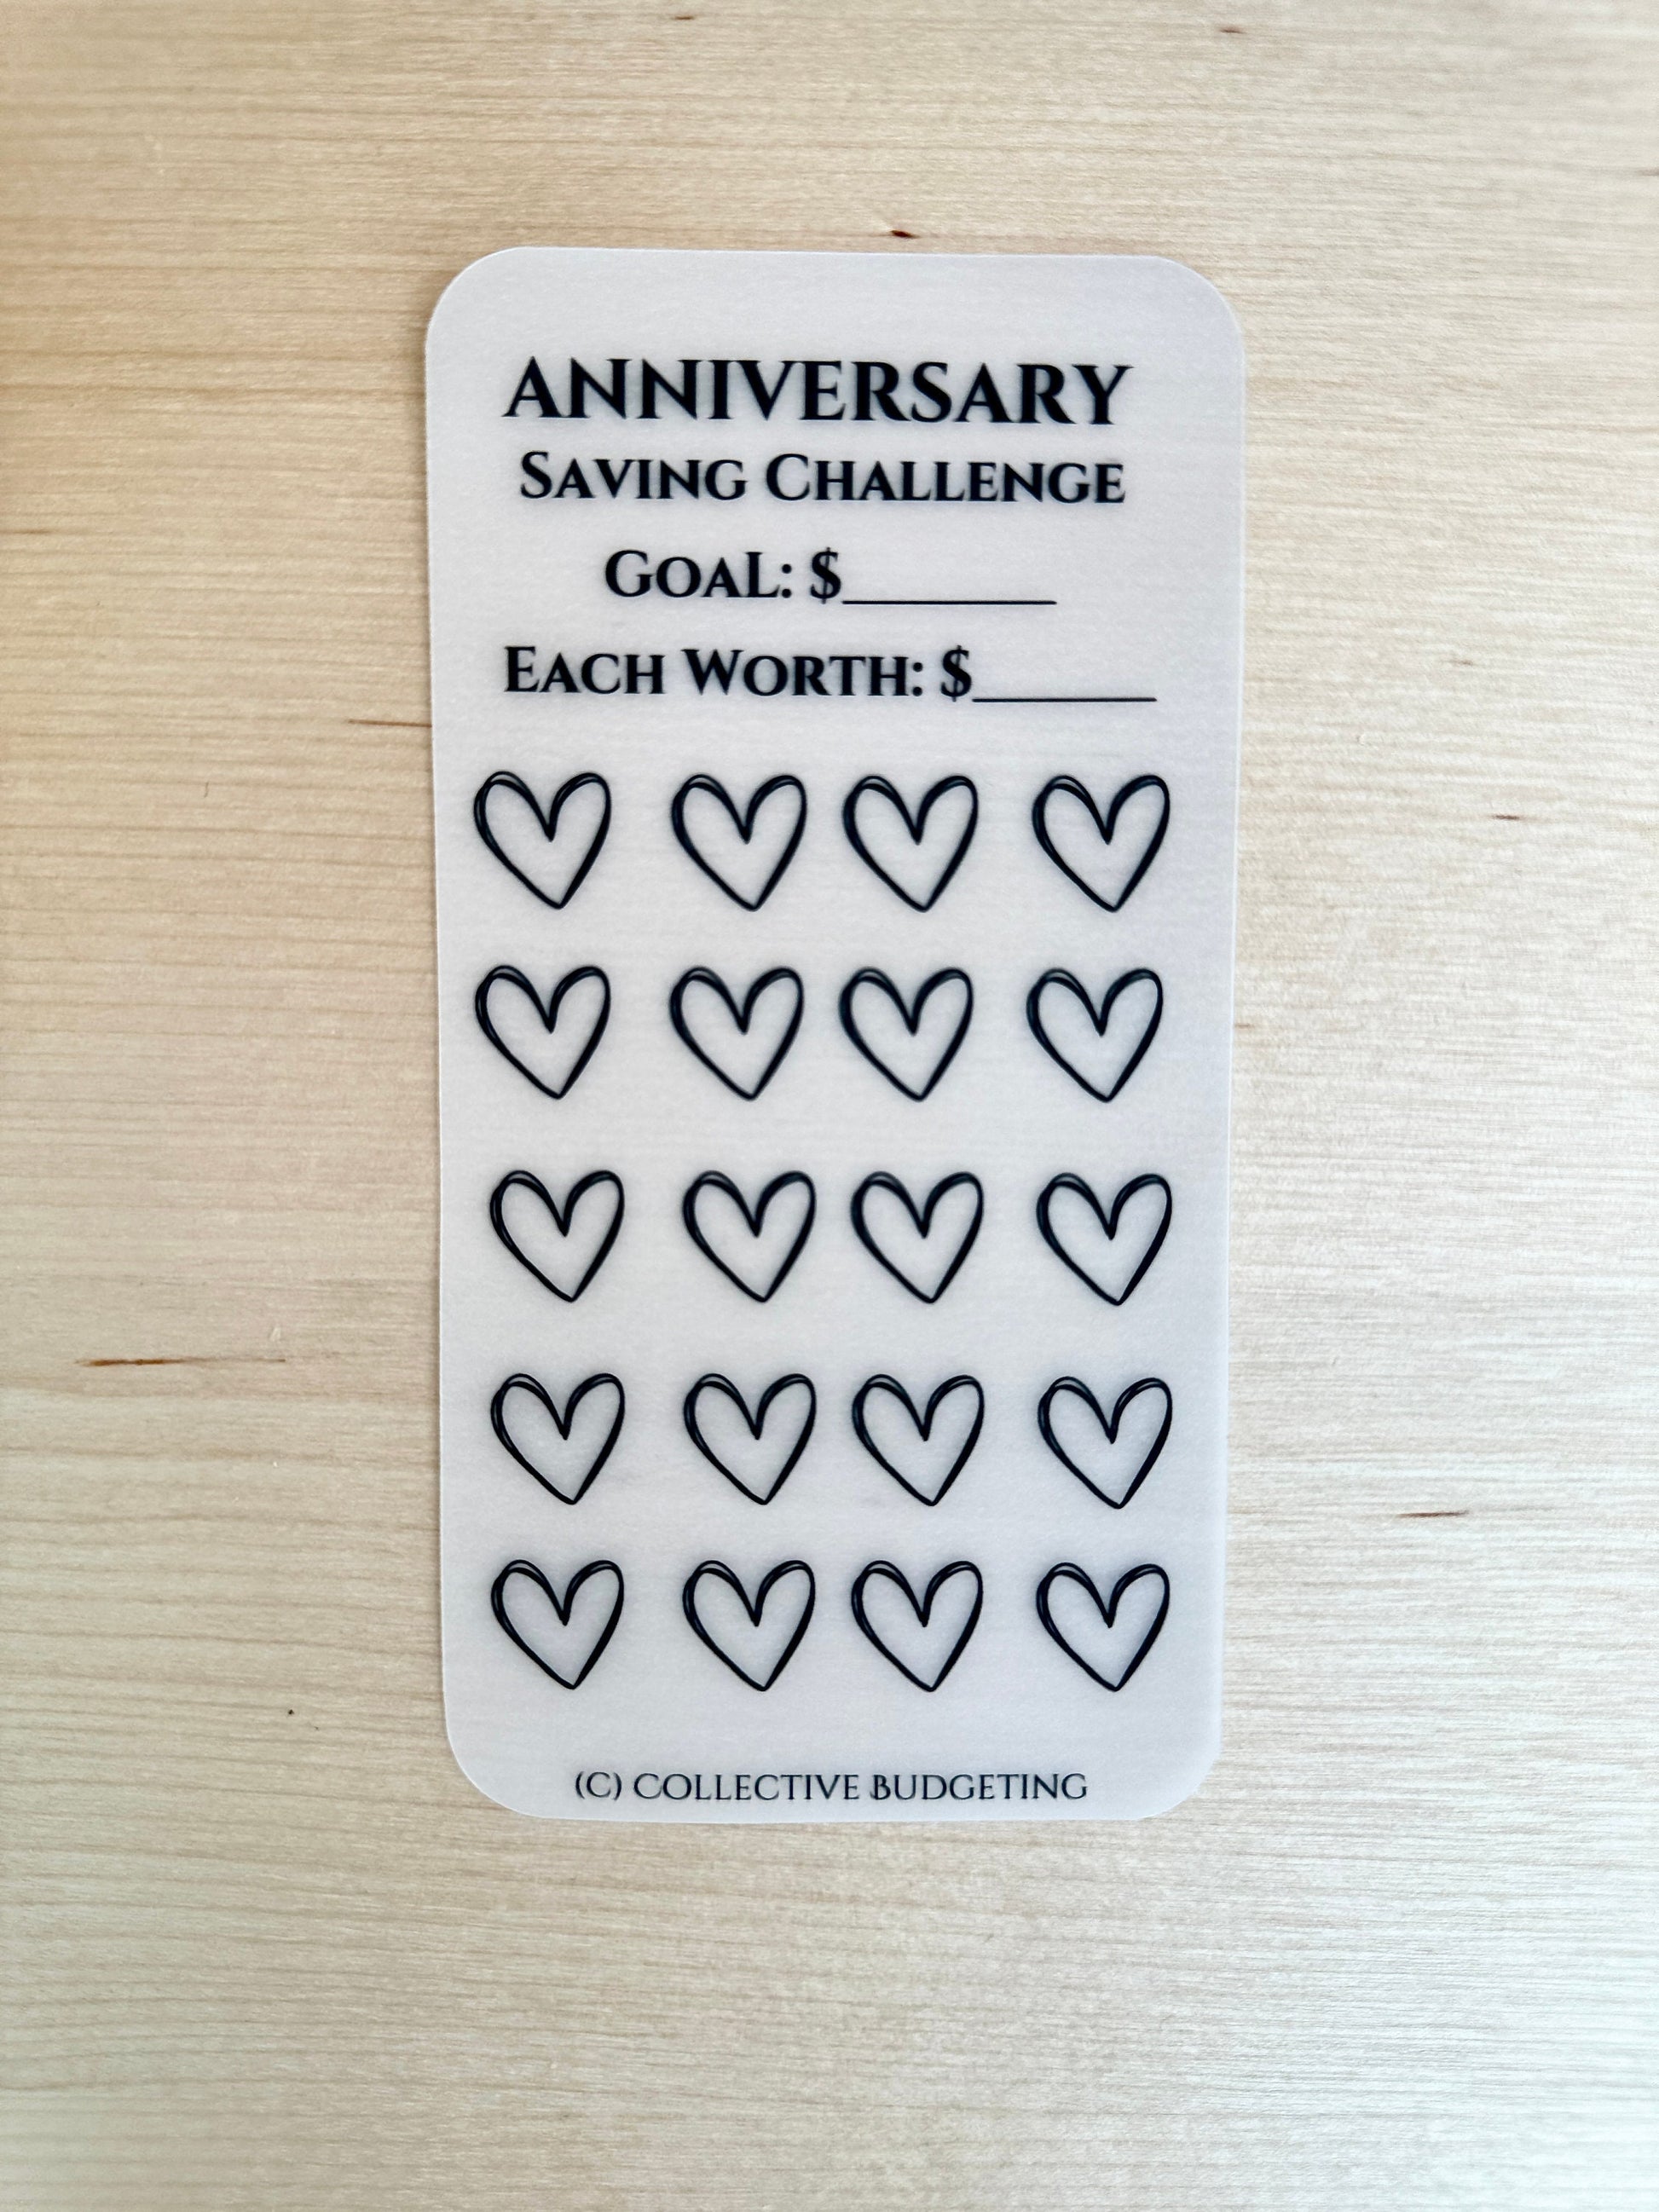 ANNIVERSARY
SAVING CHALLENGE
GOAL: $_______
EACH WORTH: $______
(C) COLLECTIVE BUDGETING